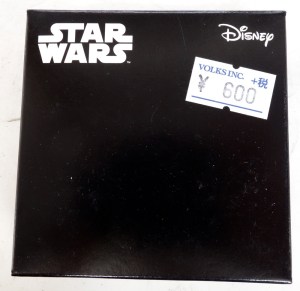 STAR
WARS
Disney
VOLKS INC. +税
¥ 600